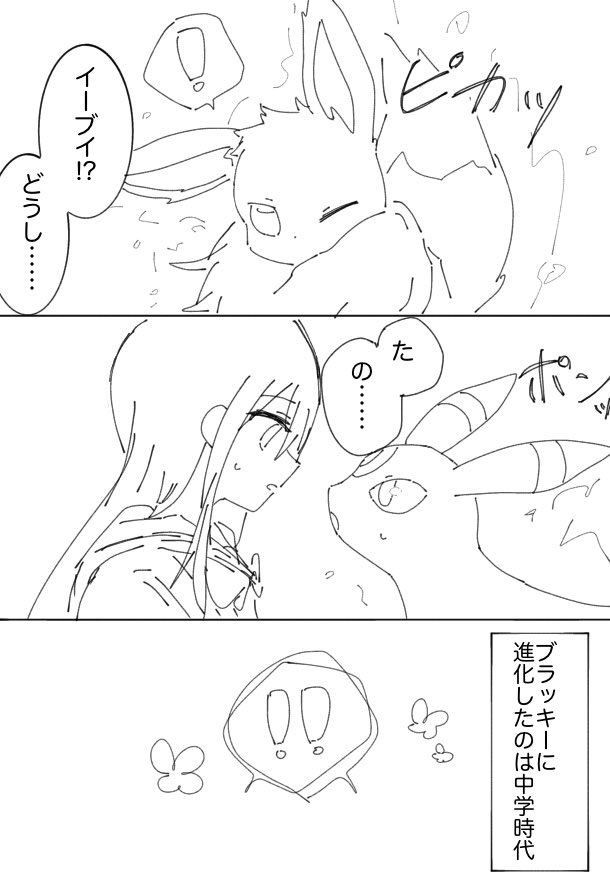 ピカッ
!
イーブイ!?
どうし……
ポンッ
た
の……
ブラッキーに
進化したのは中学時代
!!